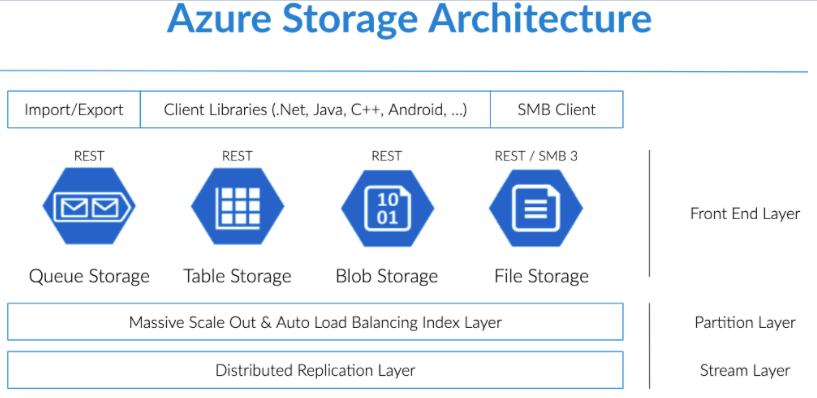 Azure Storage Architecture
Import/Export
Client Libraries (.Net, Java, C++, Android, ...)
SMB Client
REST
REST
REST
REST / SMB 3
10
01
Queue Storage
Table Storage
Blob Storage
File Storage
Front End Layer
Massive Scale Out & Auto Load Balancing Index Layer
Partition Layer
Distributed Replication Layer
Stream Layer